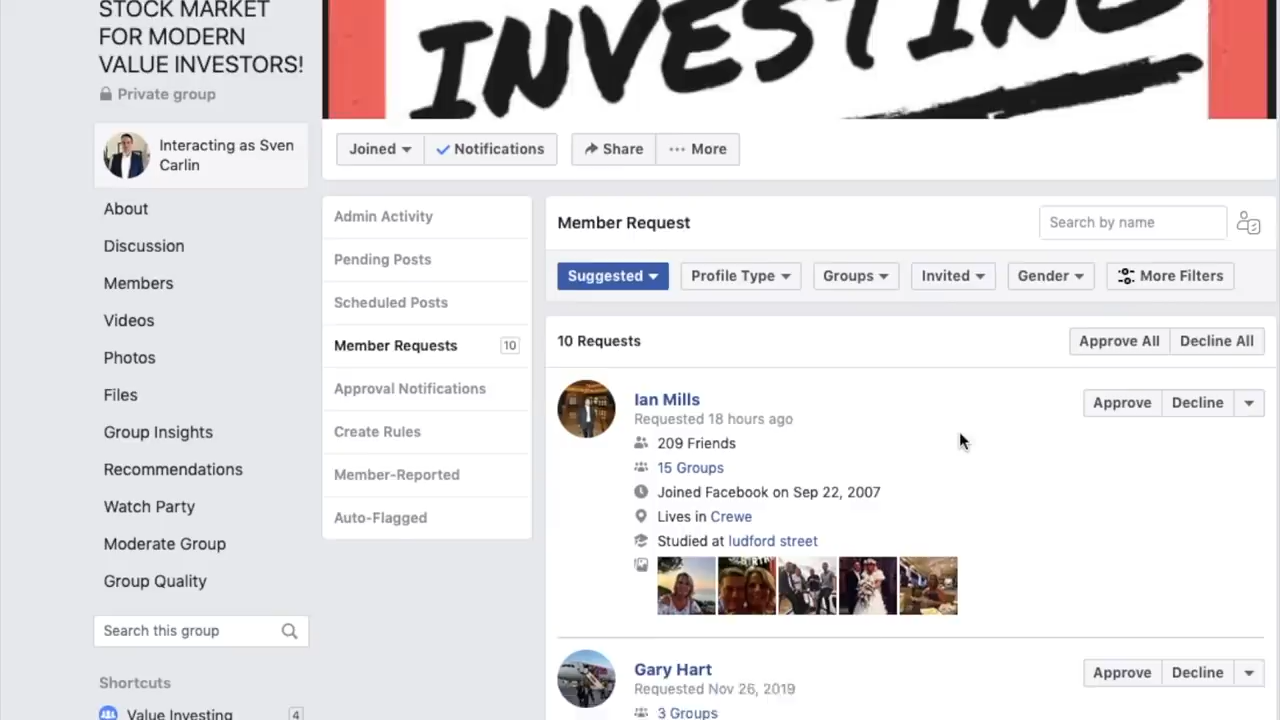 STOCK MARKET
FOR MODERN
VALUE INVESTORS!
Private group
Interacting as Sven
Carlin
About
Discussion
Members
Videos
Photos
Files
Group Insights
Recommendations
Watch Party
Moderate Group
Group Quality
Search this group
Shortcuts
Value Investing 4
INVESTING
Joined
Notifications
Share
More
Admin Activity
Pending Posts
Scheduled Posts
Member Requests 10
Approval Notifications
Create Rules
Member-Reported
Auto-Flagged
Member Request
Search by name
Suggested
Profile Type
Groups
Invited
Gender
More Filters
10 Requests
Approve All
Decline All
Ian Mills
Requested 18 hours ago
209 Friends
15 Groups
Joined Facebook on Sep 22, 2007
Lives in Crewe
Studied at ludford street
Approve
Decline
Gary Hart
Requested Nov 26, 2019
3 Groups
Approve
Decline